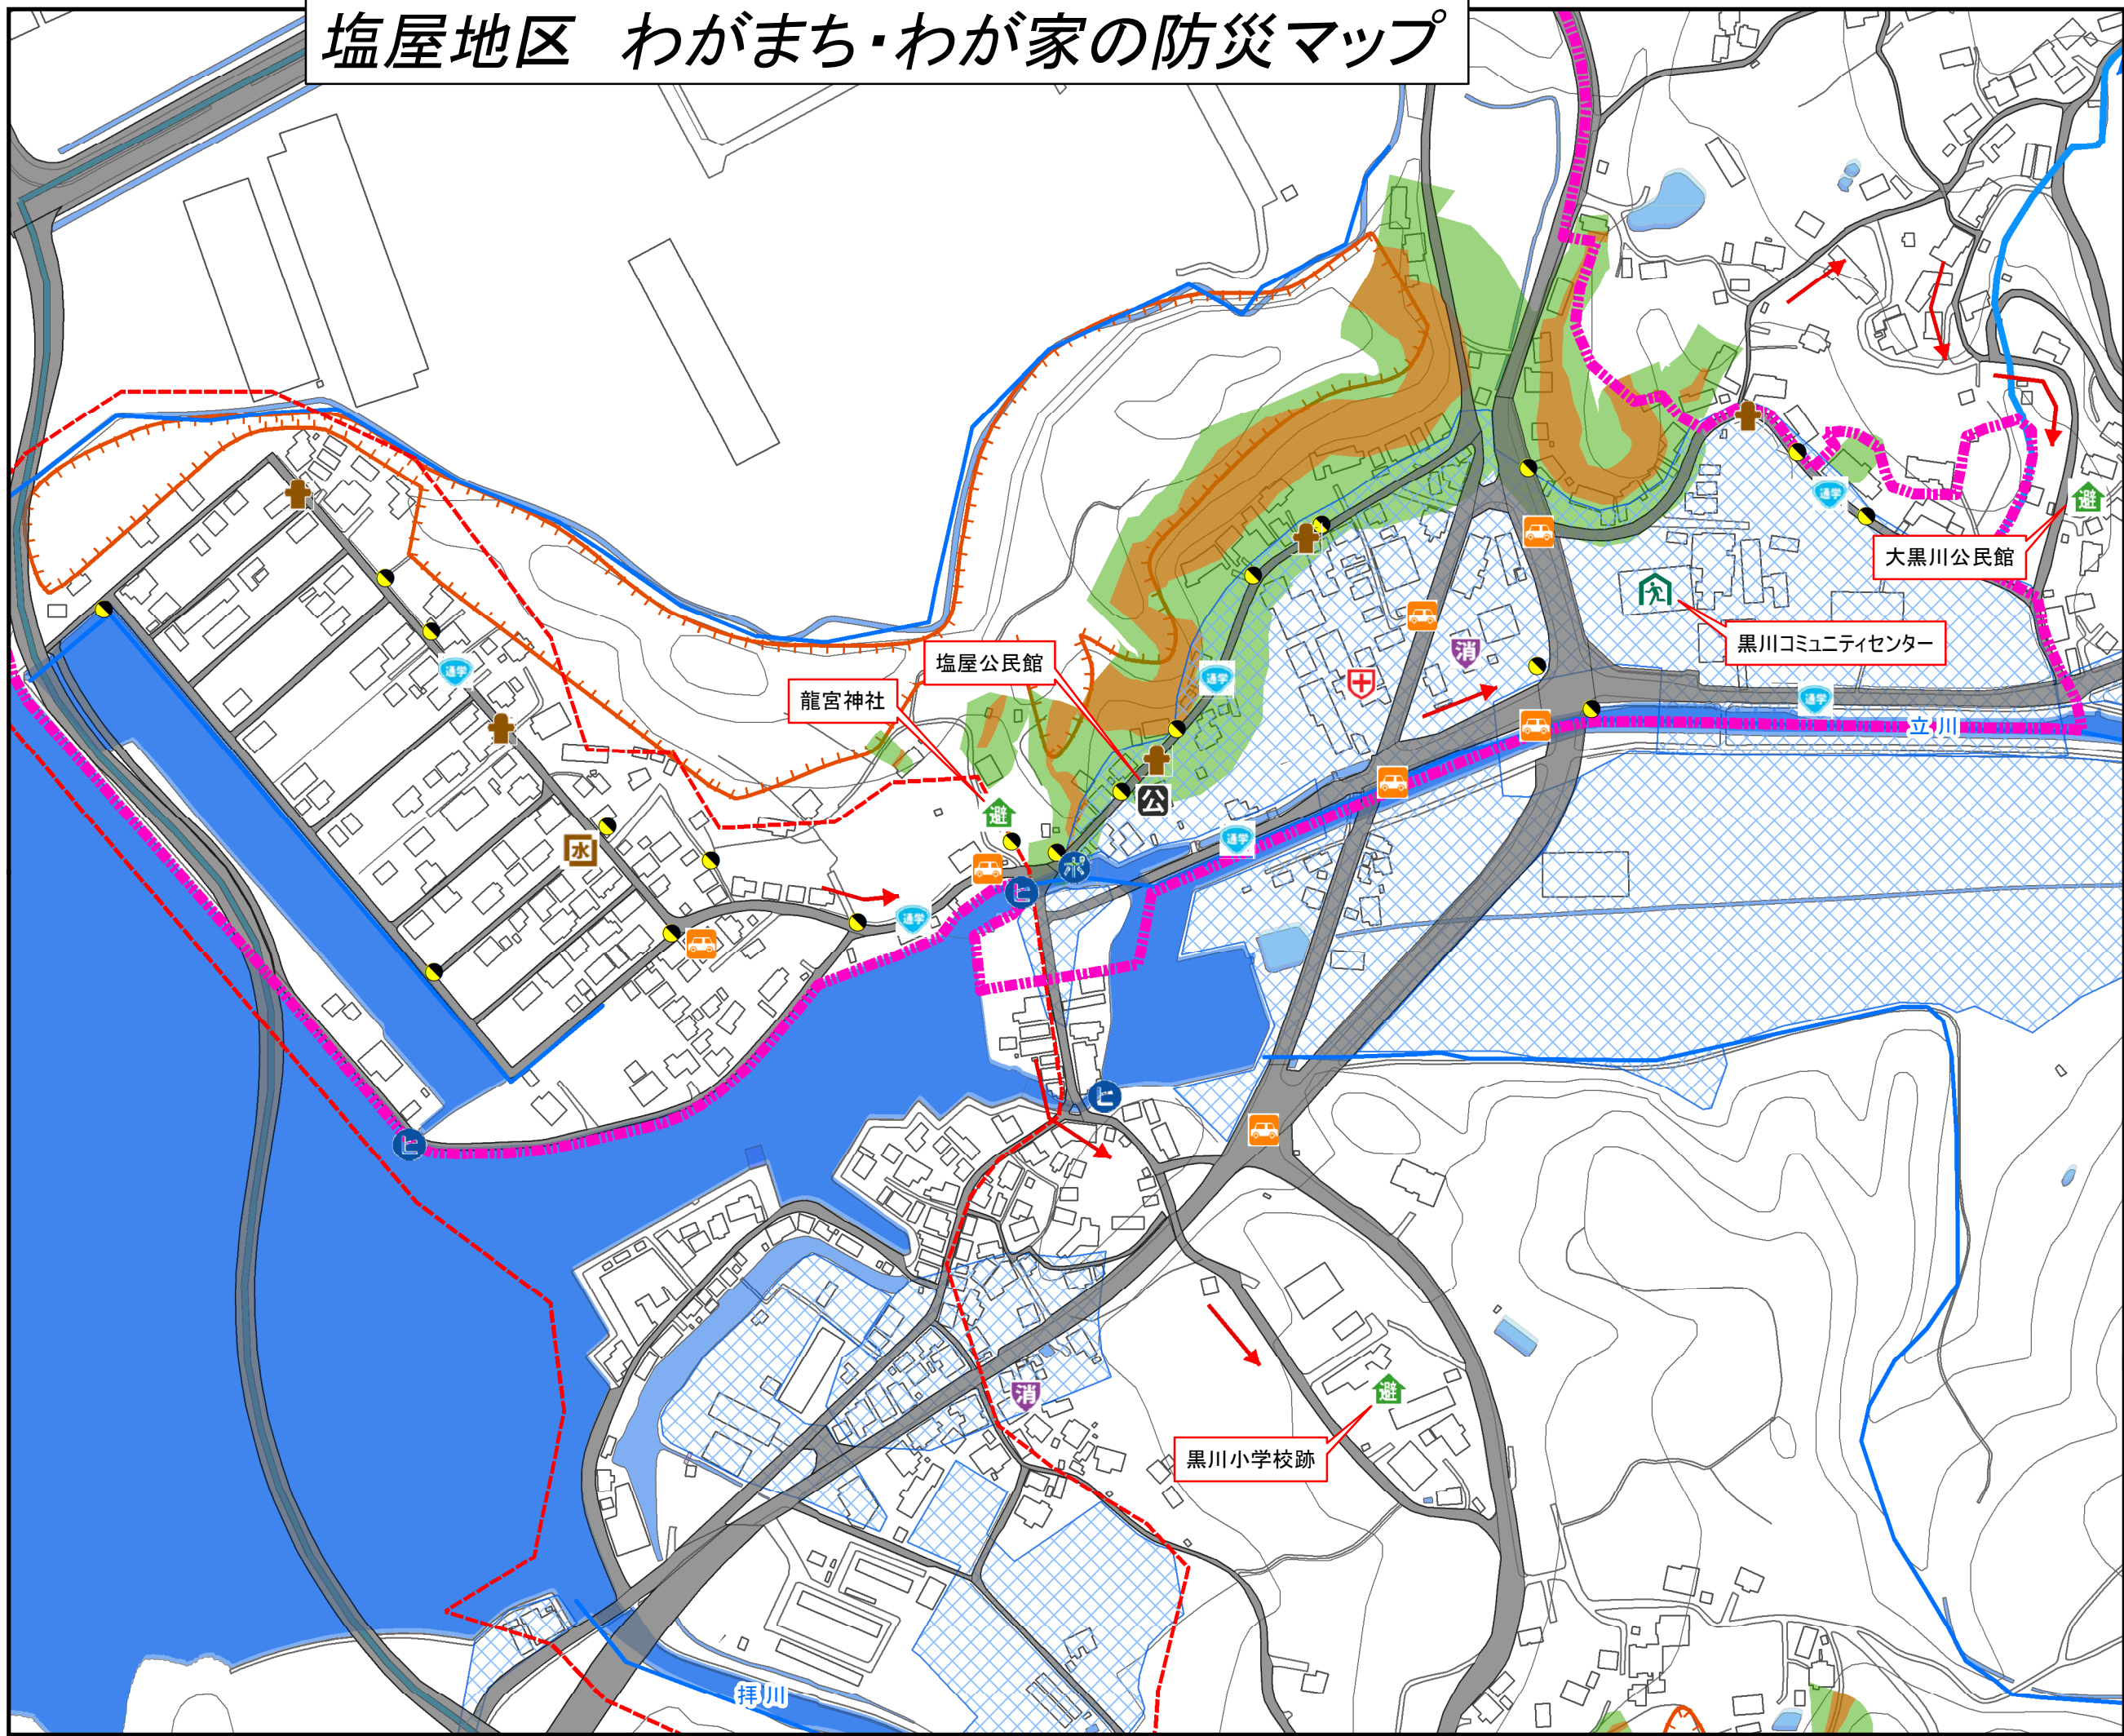 塩屋地区 わがまち・わが家の防災マップ
避
大黒川公民館
通学
黒川コミュニティセンター
消
塩屋公民館
通学
通学
龍宮神社
通学
立川
公
避
水
通学
ポ
ヒ
通学
ヒ
ヒ
避
消
黒川小学校跡
拝川